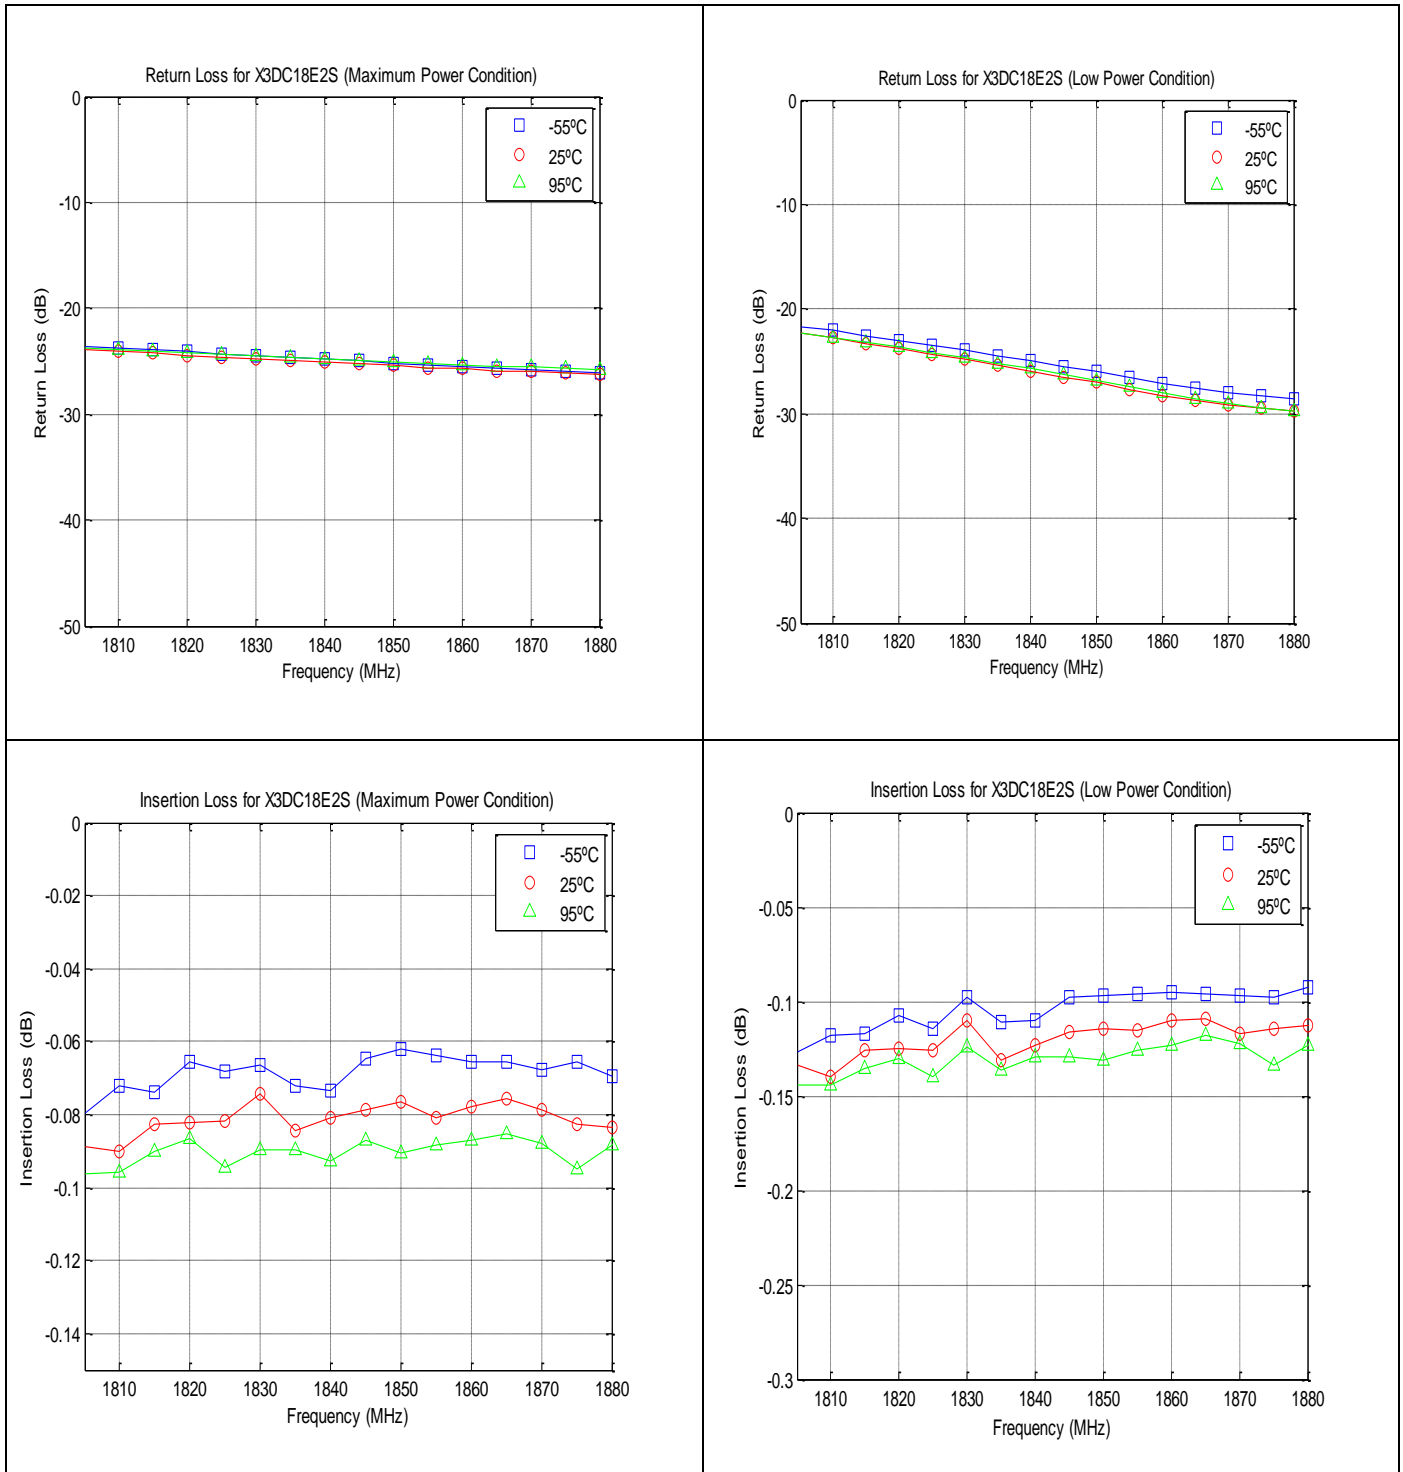 Return Loss for X3DC18E2S (Maximum Power Condition)
0
-10
-20
-30
-40
-50
Return Loss (dB)
-55ºC
25ºC
95ºC
1810 1820 1830 1840 1850 1860 1870 1880
Frequency (MHz)
Return Loss for X3DC18E2S (Low Power Condition)
0
-10
-20
-30
-40
-50
Return Loss (dB)
-55ºC
25ºC
95ºC
1810 1820 1830 1840 1850 1860 1870 1880
Frequency (MHz)
Insertion Loss for X3DC18E2S (Maximum Power Condition)
0
-0.02
-0.04
-0.06
-0.08
-0.1
-0.12
-0.14
Insertion Loss (dB)
-55ºC
25ºC
95ºC
1810 1820 1830 1840 1850 1860 1870 1880
Frequency (MHz)
Insertion Loss for X3DC18E2S (Low Power Condition)
0
-0.05
-0.1
-0.15
-0.2
-0.25
-0.3
Insertion Loss (dB)
-55ºC
25ºC
95ºC
1810 1820 1830 1840 1850 1860 1870 1880
Frequency (MHz)